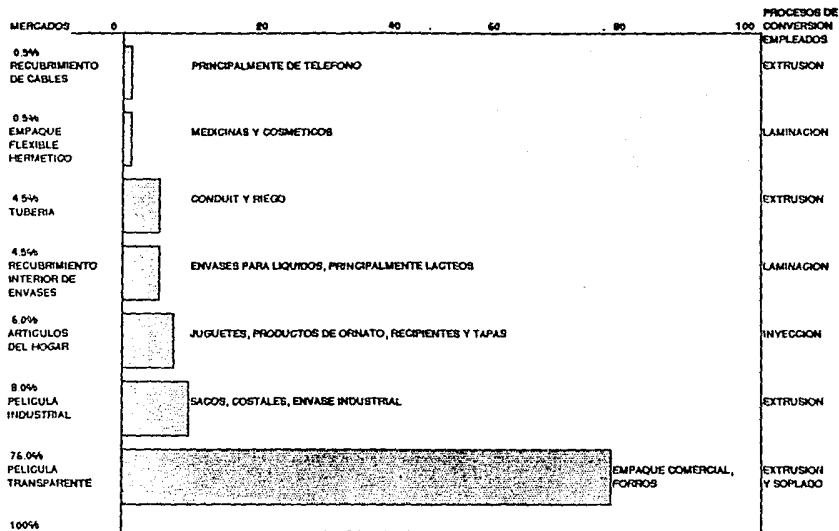 MERCADOS 0 20 40 60 80 100 PROCESOS DE
CONVERSION
EMPLEADOS
0.5%
RECUBRIMIENTO
DE CABLES
PRINCIPALMENTE DE TELEFONO
EXTRUSION
0.5%
EMPAQUE
FLEXIBLE
HERMETICO
MEDICINAS Y COSMETICOS
LAMINACION
4.5%
TUBERIA
CONDUIT Y RIEGO
EXTRUSION
4.5%
RECUBRIMIENTO
INTERIOR DE
ENVASES
ENVASES PARA LIQUIDOS, PRINCIPALMENTE LACTEOS
LAMINACION
6.0%
ARTICULOS
DEL HOGAR
JUGUETES, PRODUCTOS DE ORNATO, RECIPIENTES Y TAPAS
INYECCION
8.0%
PELICULA
INDUSTRIAL
SACOS, COSTALES, ENVASE INDUSTRIAL
EXTRUSION
76.0%
PELICULA
TRANSPARENTE
EMPAQUE COMERCIAL,
FORROS
EXTRUSION
Y SOPLADO
100%